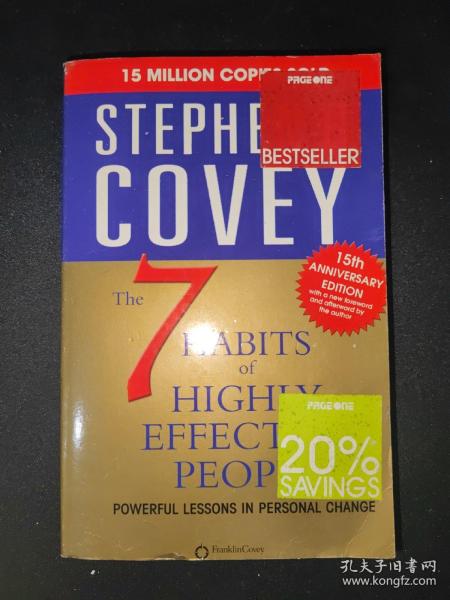 15 MILLION COPIES SOLD
PAGEONE
BESTSELLER
STEPHE
COVEY
15th
ANNIVERSARY
EDITION
with a new foreword
and afterword by
the author
The 7
HABITS
of
HIGHLY
EFFECT
PEOP
PAGEONE
20%
SAVINGS
POWERFUL LESSONS IN PERSONAL CHANGE
FranklinCovey
孔夫子旧书网
www.kongfz.com